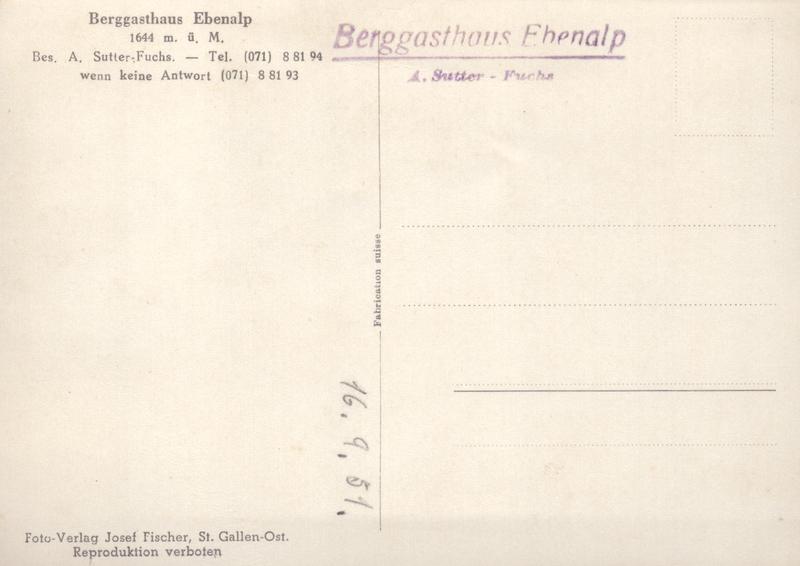 Berggasthaus Ebenalp
1644 m. ü. M.
Bes. A. Sutter-Fuchs. — Tel. (071) 8 81 94
wenn keine Antwort (071) 8 81 93
Berggasthaus Ebenalp
A. Sutter - Fuchs
Fabrication suisse
16. 9. 51.
Foto-Verlag Josef Fischer, St. Gallen-Ost.
Reproduktion verboten